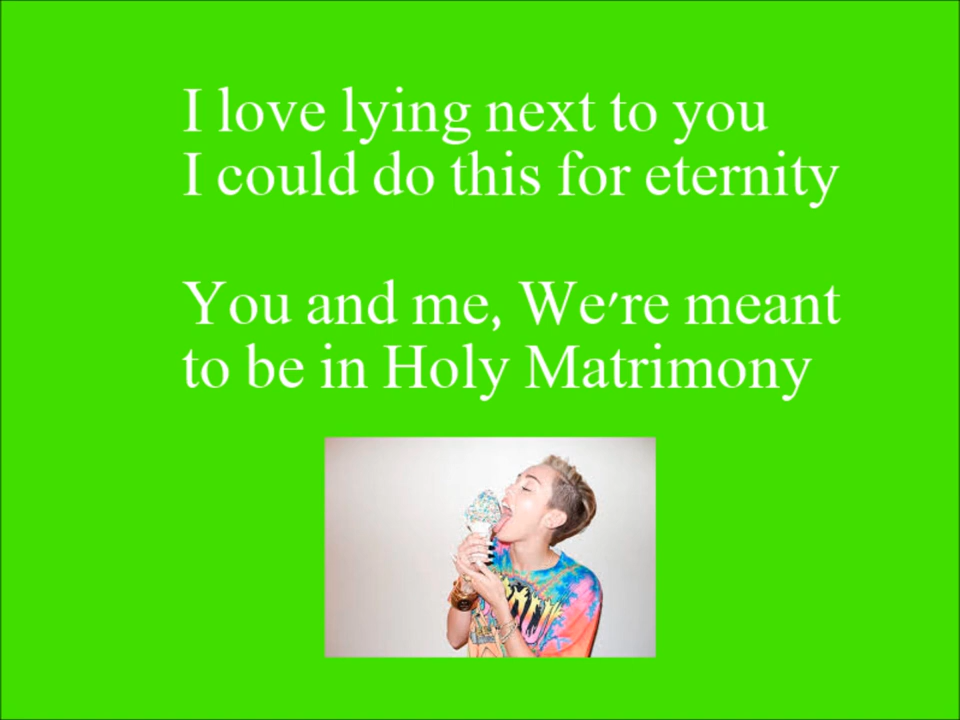 I love lying next to you
I could do this for eternity
You and me, We're meant
to be in Holy Matrimony